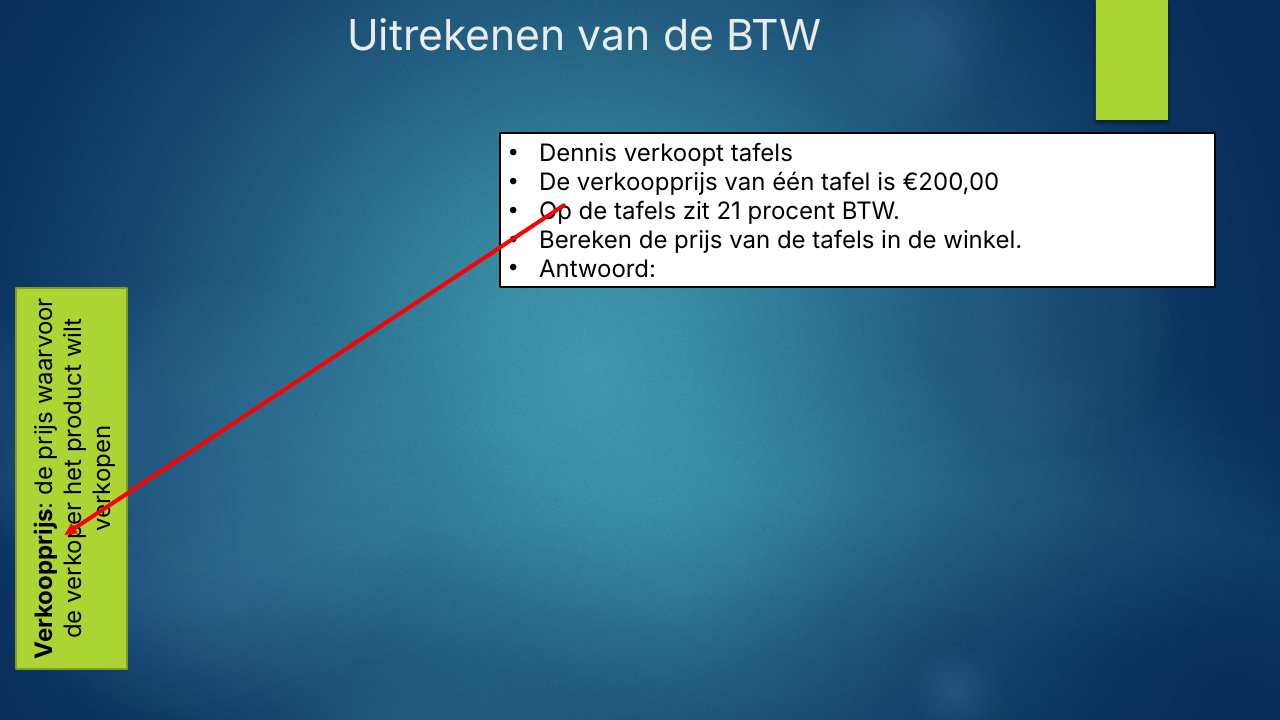 Uitrekenen van de BTW
• Dennis verkoopt tafels
• De verkoopprijs van één tafel is €200,00
• Op de tafels zit 21 procent BTW.
• Bereken de prijs van de tafels in de winkel.
• Antwoord:
Verkoopprijs: de prijs waarvoor
de verkoper het product wilt
verkopen